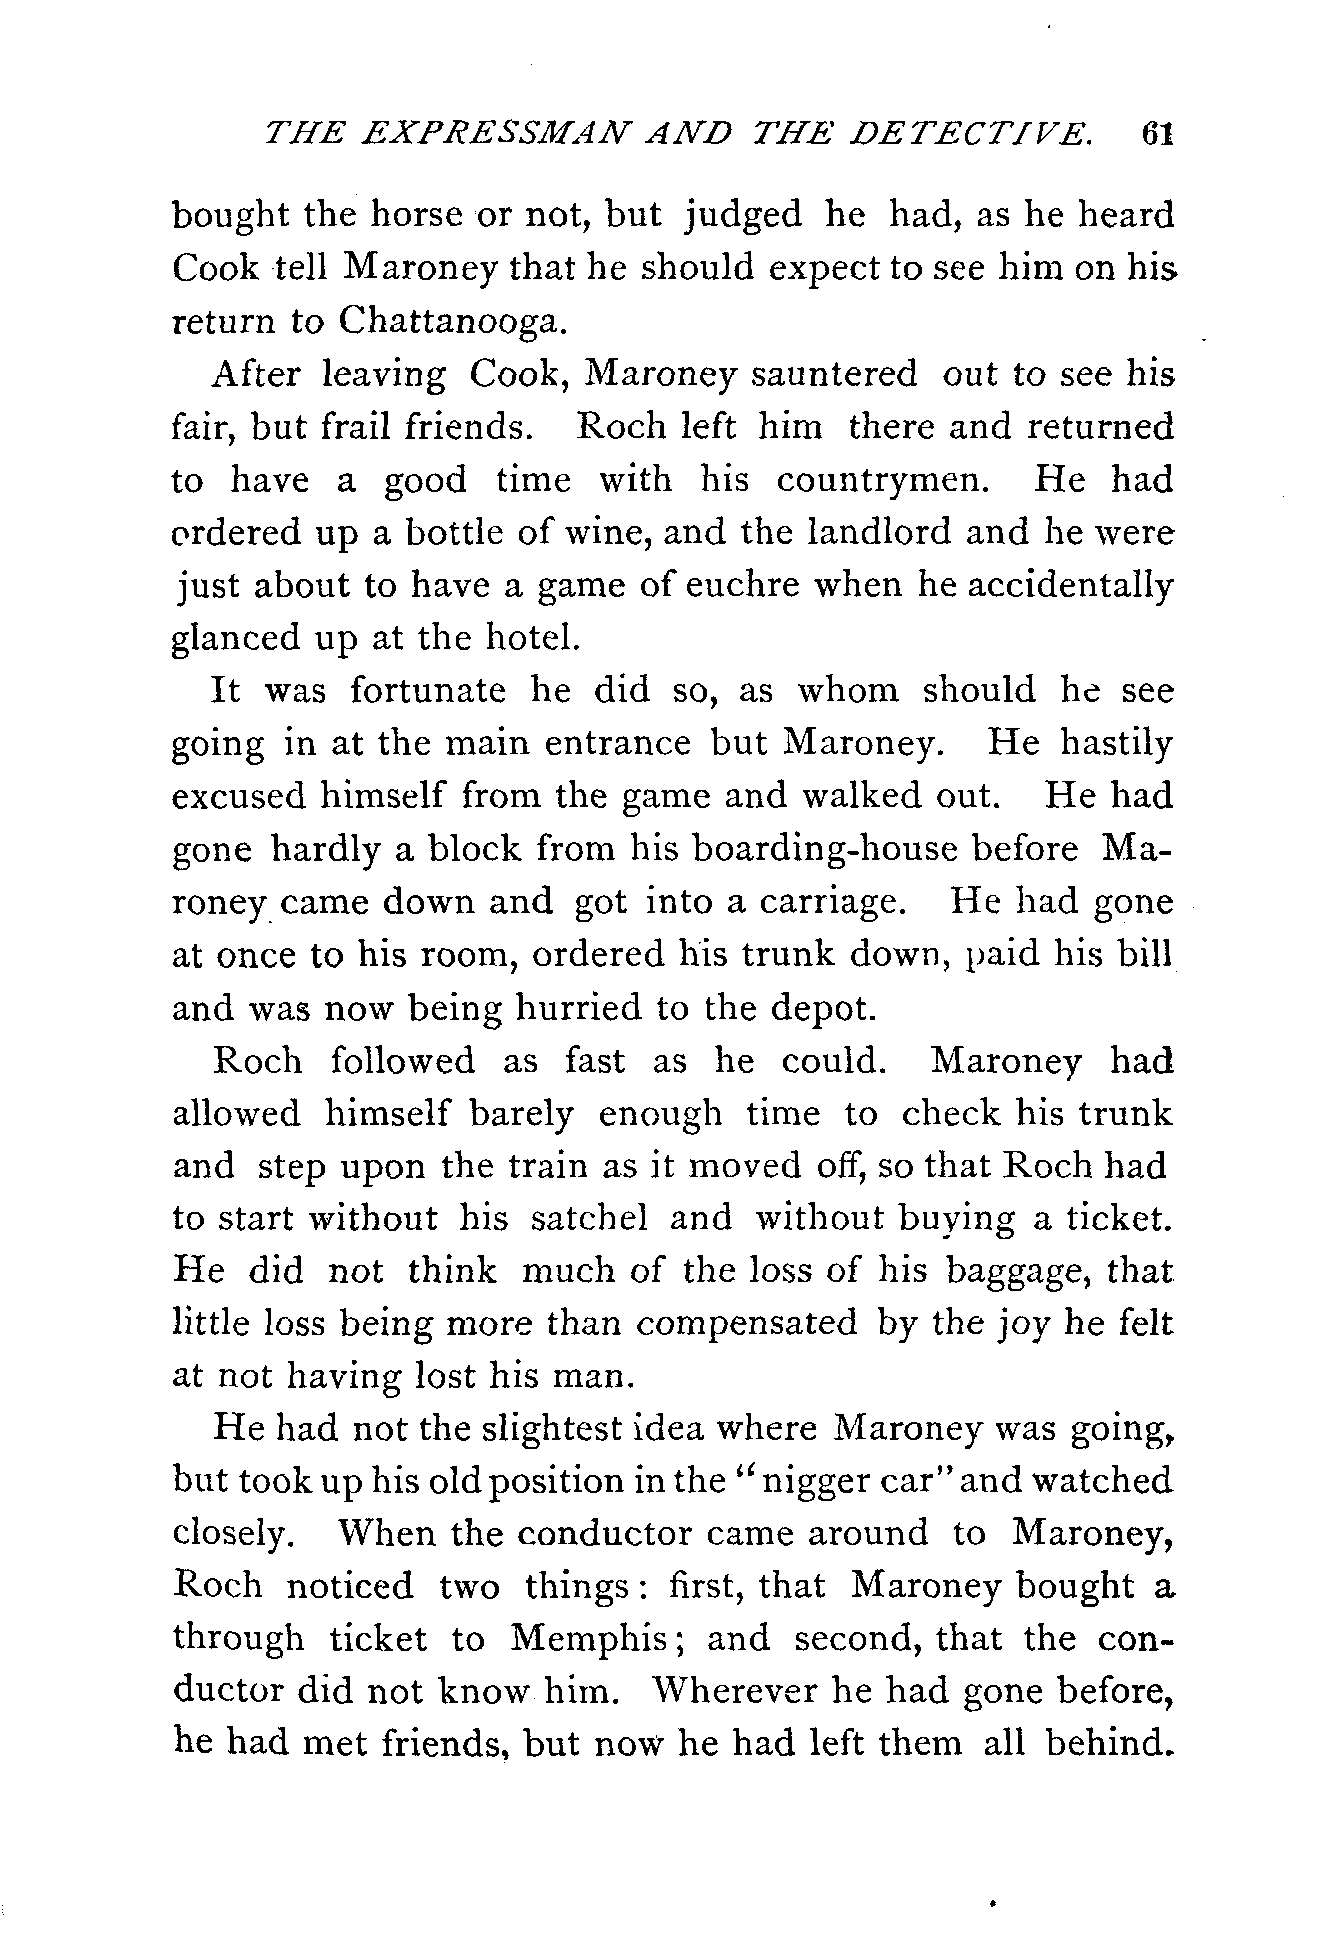 THE EXPRESSMAN AND THE DETECTIVE. 61
bought the horse or not, but judged he had, as he heard
Cook tell Maroney that he should expect to see him on his
return to Chattanooga.
After leaving Cook, Maroney sauntered out to see his
fair, but frail friends. Roch left him there and returned
to have a good time with his countrymen. He had
ordered up a bottle of wine, and the landlord and he were
just about to have a game of euchre when he accidentally
glanced up at the hotel.
It was fortunate he did so, as whom should he see
going in at the main entrance but Maroney. He hastily
excused himself from the game and walked out. He had
gone hardly a block from his boarding-house before Ma-
roney came down and got into a carriage. He had gone
at once to his room, ordered his trunk down, paid his bill
and was now being hurried to the depot.
Roch followed as fast as he could. Maroney had
allowed himself barely enough time to check his trunk
and step upon the train as it moved off, so that Roch had
to start without his satchel and without buying a ticket.
He did not think much of the loss of his baggage, that
little loss being more than compensated by the joy he felt
at not having lost his man.
He had not the slightest idea where Maroney was going,
but took up his old position in the "nigger car" and watched
closely. When the conductor came around to Maroney,
Roch noticed two things: first, that Maroney bought a
through ticket to Memphis; and second, that the con-
ductor did not know him. Wherever he had gone before,
he had met friends, but now he had left them all behind.